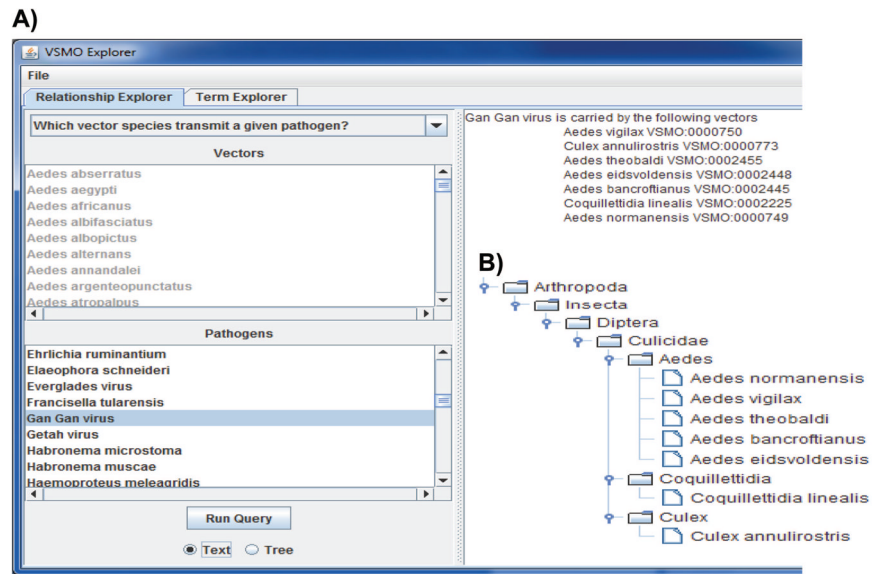 A)
VSMO Explorer
File
Relationship Explorer Term Explorer
Which vector species transmit a given pathogen?
Vectors
Aedes abserratus
Aedes aegypti
Aedes africanus
Aedes albifasciatus
Aedes albopictus
Aedes alternans
Aedes annandalei
Aedes argenteopunctatus
Aedes atropalpus
Pathogens
Ehrlichia ruminantium
Elaeophora schneideri
Everglades virus
Francisella tularensis
Gan Gan virus
Getah virus
Habronema microstoma
Habronema muscae
Haemoproteus meleagridis
Run Query
Text Tree
Gan Gan virus is carried by the following vectors
Aedes vigilax VSMO:0000750
Culex annulirostris VSMO:0000773
Aedes theobaldi VSMO:0002455
Aedes eidsvoldensis VSMO:0002448
Aedes bancroftianus VSMO:0002445
Coquillettidia linealis VSMO:0002225
Aedes normanensis VSMO:0000749
B)
Arthropoda
Insecta
Diptera
Culicidae
Aedes
Aedes normanensis
Aedes vigilax
Aedes theobaldi
Aedes bancroftianus
Aedes eidsvoldensis
Coquillettidia
Coquillettidia linealis
Culex
Culex annulirostris